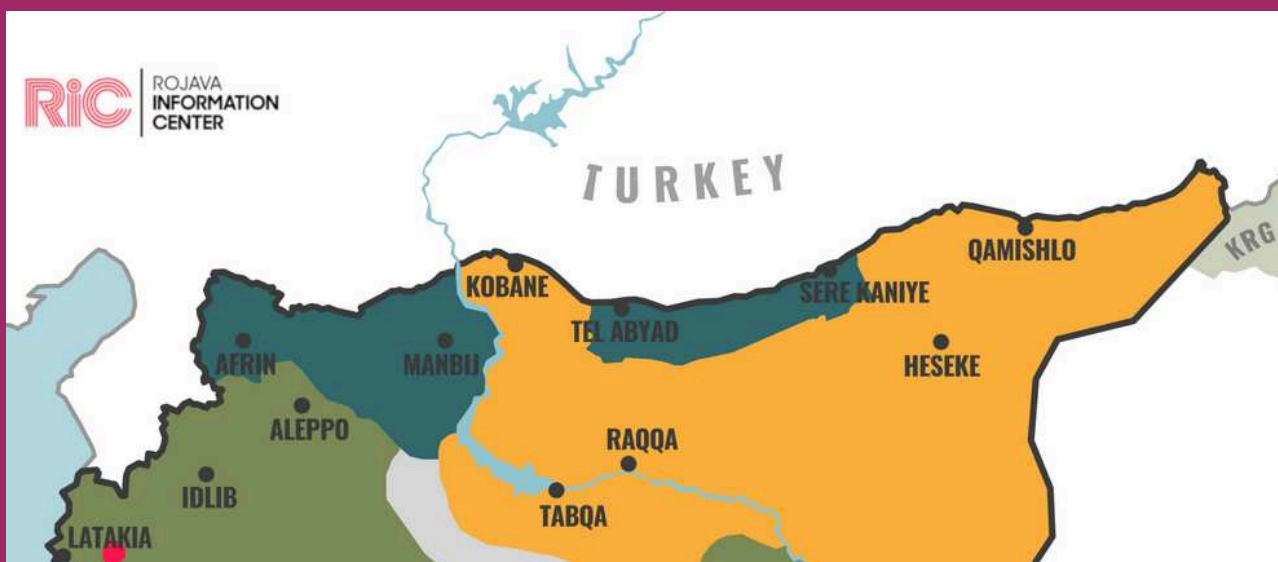 RiC
ROJAVA
INFORMATION
CENTER
TURKEY
QAMISHLO
KRG
KOBANE
SERE KANIYE
TEL ABYAD
AFRIN
MANBIJ
HESEKE
ALEPPO
RAQQA
IDLIB
TABQA
LATAKIA